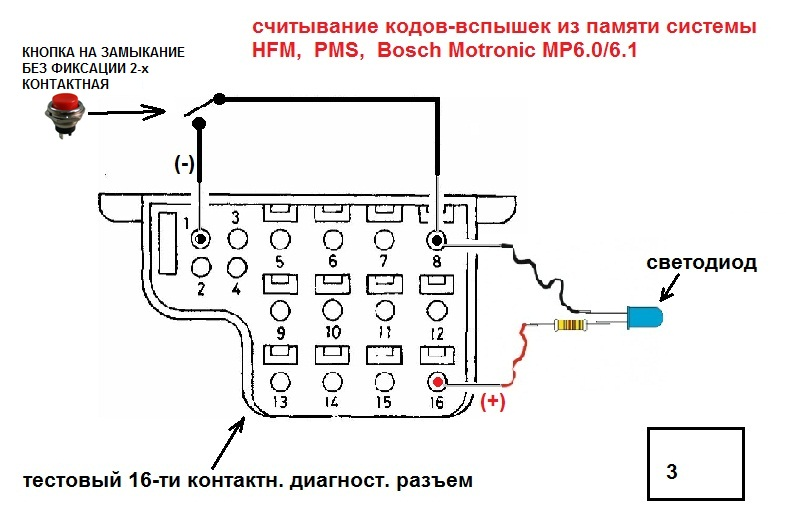 считывание кодов-вспышек из памяти системы
HFM, PMS, Bosch Motronic MP6.0/6.1
КНОПКА НА ЗАМЫКАНИЕ
БЕЗ ФИКСАЦИИ 2-х
КОНТАКТНАЯ
(-)
1 3
5 6 7 8
2 4
светодиод
9 10 11 12
13 14 15 16
(+)
тестовый 16-ти контактн. диагност. разъем
3